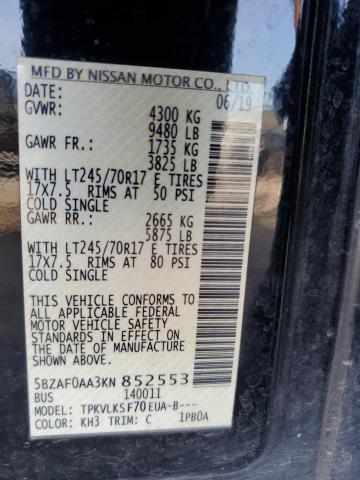 MFD BY NISSAN MOTOR CO., LTD.
DATE: 06/19
GVWR: 4300 KG
9480 LB
GAWR FR: 1735 KG
3825 LB
WITH LT245/70R17 E TIRES
17X7.5 RIMS AT 50 PSI
COLD SINGLE
GAWR RR: 2665 KG
5875 LB
WITH LT245/70R17 E TIRES
17X7.5 RIMS AT 80 PSI
COLD SINGLE
THIS VEHICLE CONFORMS TO
ALL APPLICABLE FEDERAL
MOTOR VEHICLE SAFETY
STANDARDS IN EFFECT ON
THE DATE OF MANUFACTURE
SHOWN ABOVE.
5BZAF0AA3KN852553
BUS 140011
MODEL: TPKVLKSF70EUA-B---
COLOR: KH3 TRIM: C 1PB0A